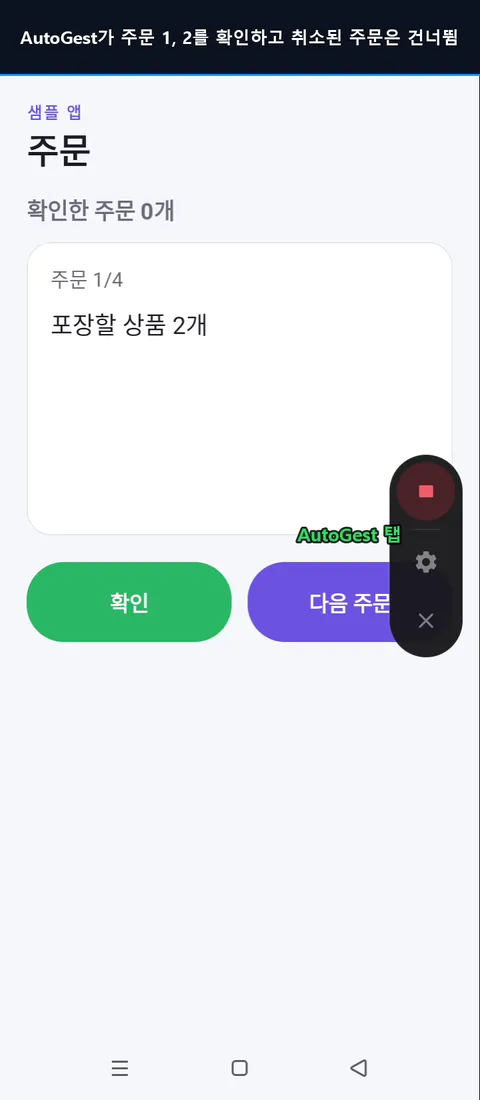 AutoGest가 주문 1, 2를 확인하고 취소된 주문은 건너뜀
샘플 앱
주문
확인한 주문 0개
주문 1/4
포장할 상품 2개
AutoGest 탭
확인
다음 주문